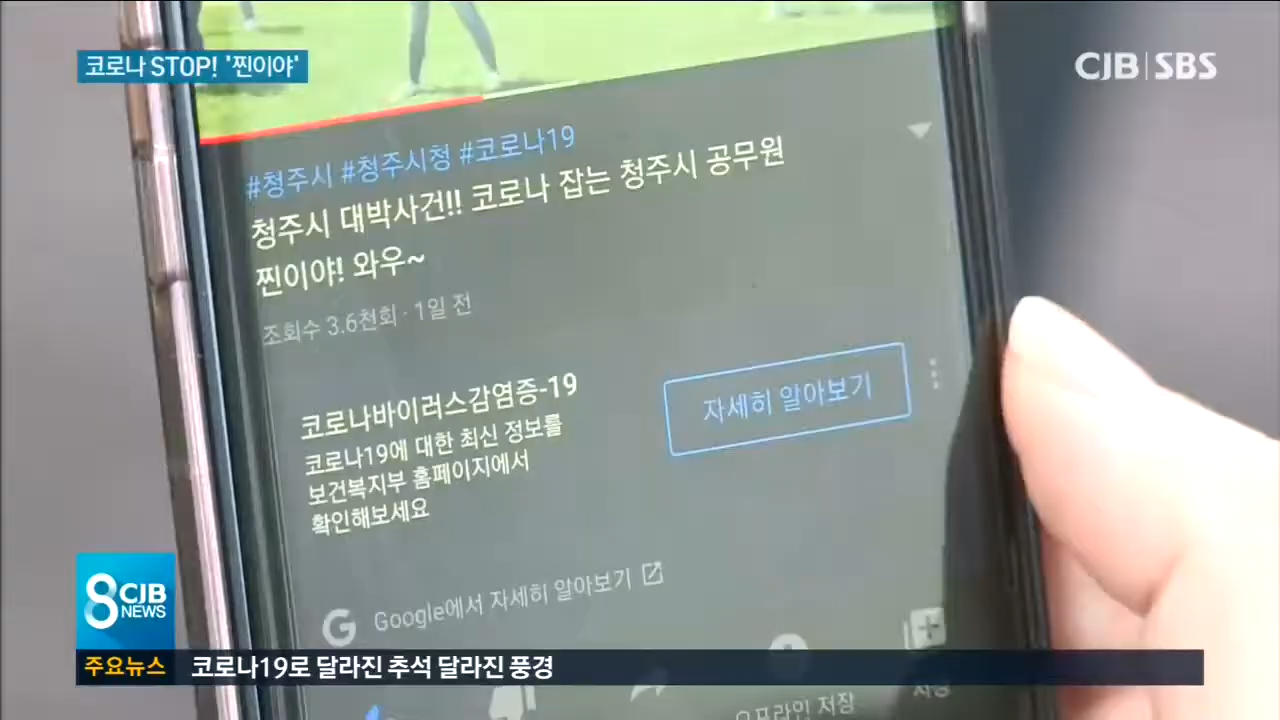 코로나 STOP! '찐이야'
CJB SBS
#청주시 #청주시청 #코로나19
청주시 대박사건!! 코로나 잡는 청주시 공무원
찐이야! 와우~
조회수 3.6천회 · 1일 전
코로나바이러스감염증-19
코로나19에 대한 최신 정보를
보건복지부 홈페이지에서
확인해보세요
자세히 알아보기
Google에서 자세히 알아보기
오프라인 저장
저장
8 CJB
NEWS
주요뉴스 코로나19로 달라진 추석 달라진 풍경